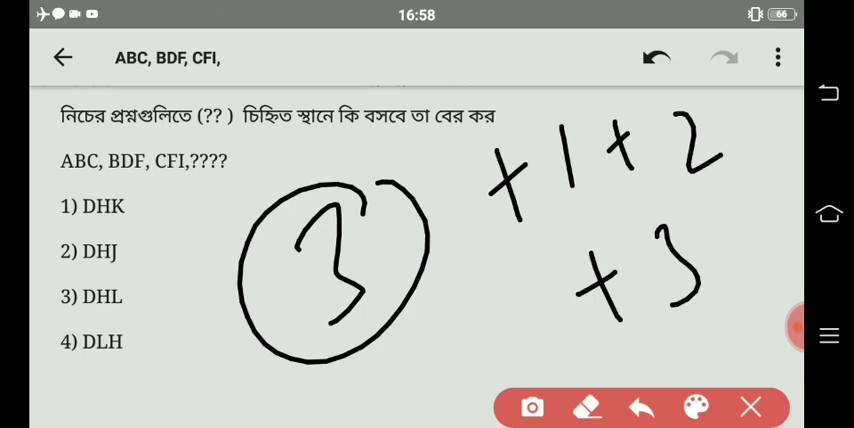 16:58
66
ABC, BDF, CFI,
নিচের প্রশ্নগুলিতে (?? ) চিহ্নিত স্থানে কি বসবে তা বের কর
ABC, BDF, CFI,????
1) DHK
2) DHJ
3) DHL
4) DLH
3
+1+2
+3